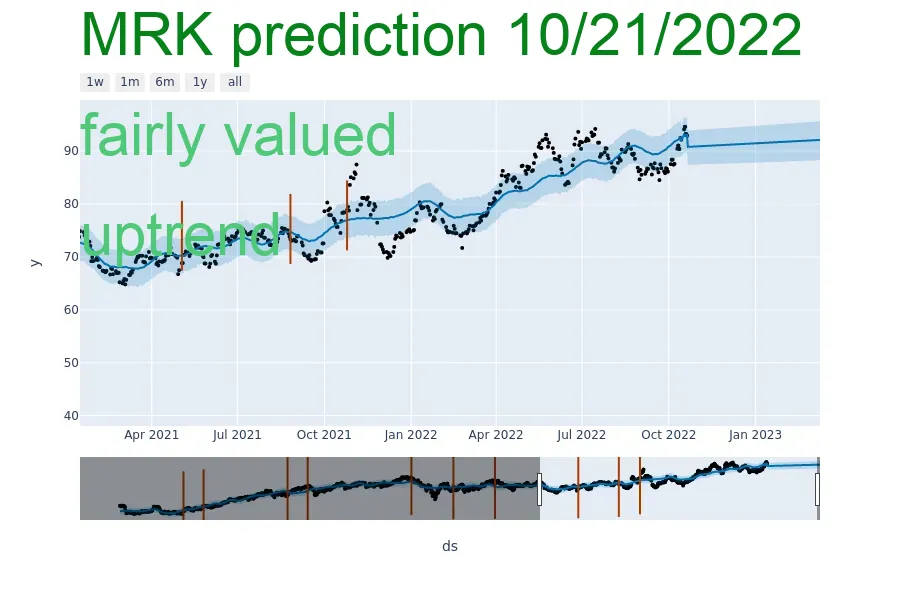 MRK prediction 10/21/2022
1w 1m 6m 1y all
fairly valued
90
80
uptrend
70
y
60
50
40
Apr 2021 Jul 2021 Oct 2021 Jan 2022 Apr 2022 Jul 2022 Oct 2022 Jan 2023
ds